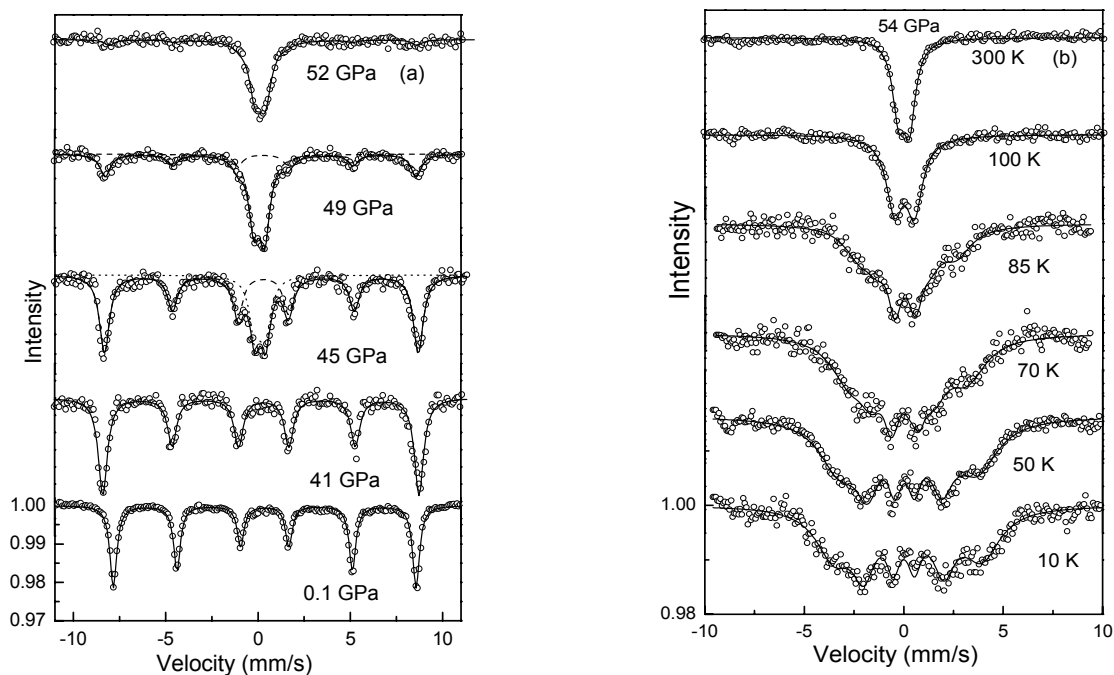 52 GPa (a)
49 GPa
45 GPa
41 GPa
0.1 GPa
Intensity
1.00
0.99
0.98
0.97
-10 -5 0 5 10
Velocity (mm/s)
54 GPa
300 K (b)
100 K
85 K
70 K
50 K
10 K
Intensity
1.00
0.98
-10 -5 0 5 10
Velocity (mm/s)